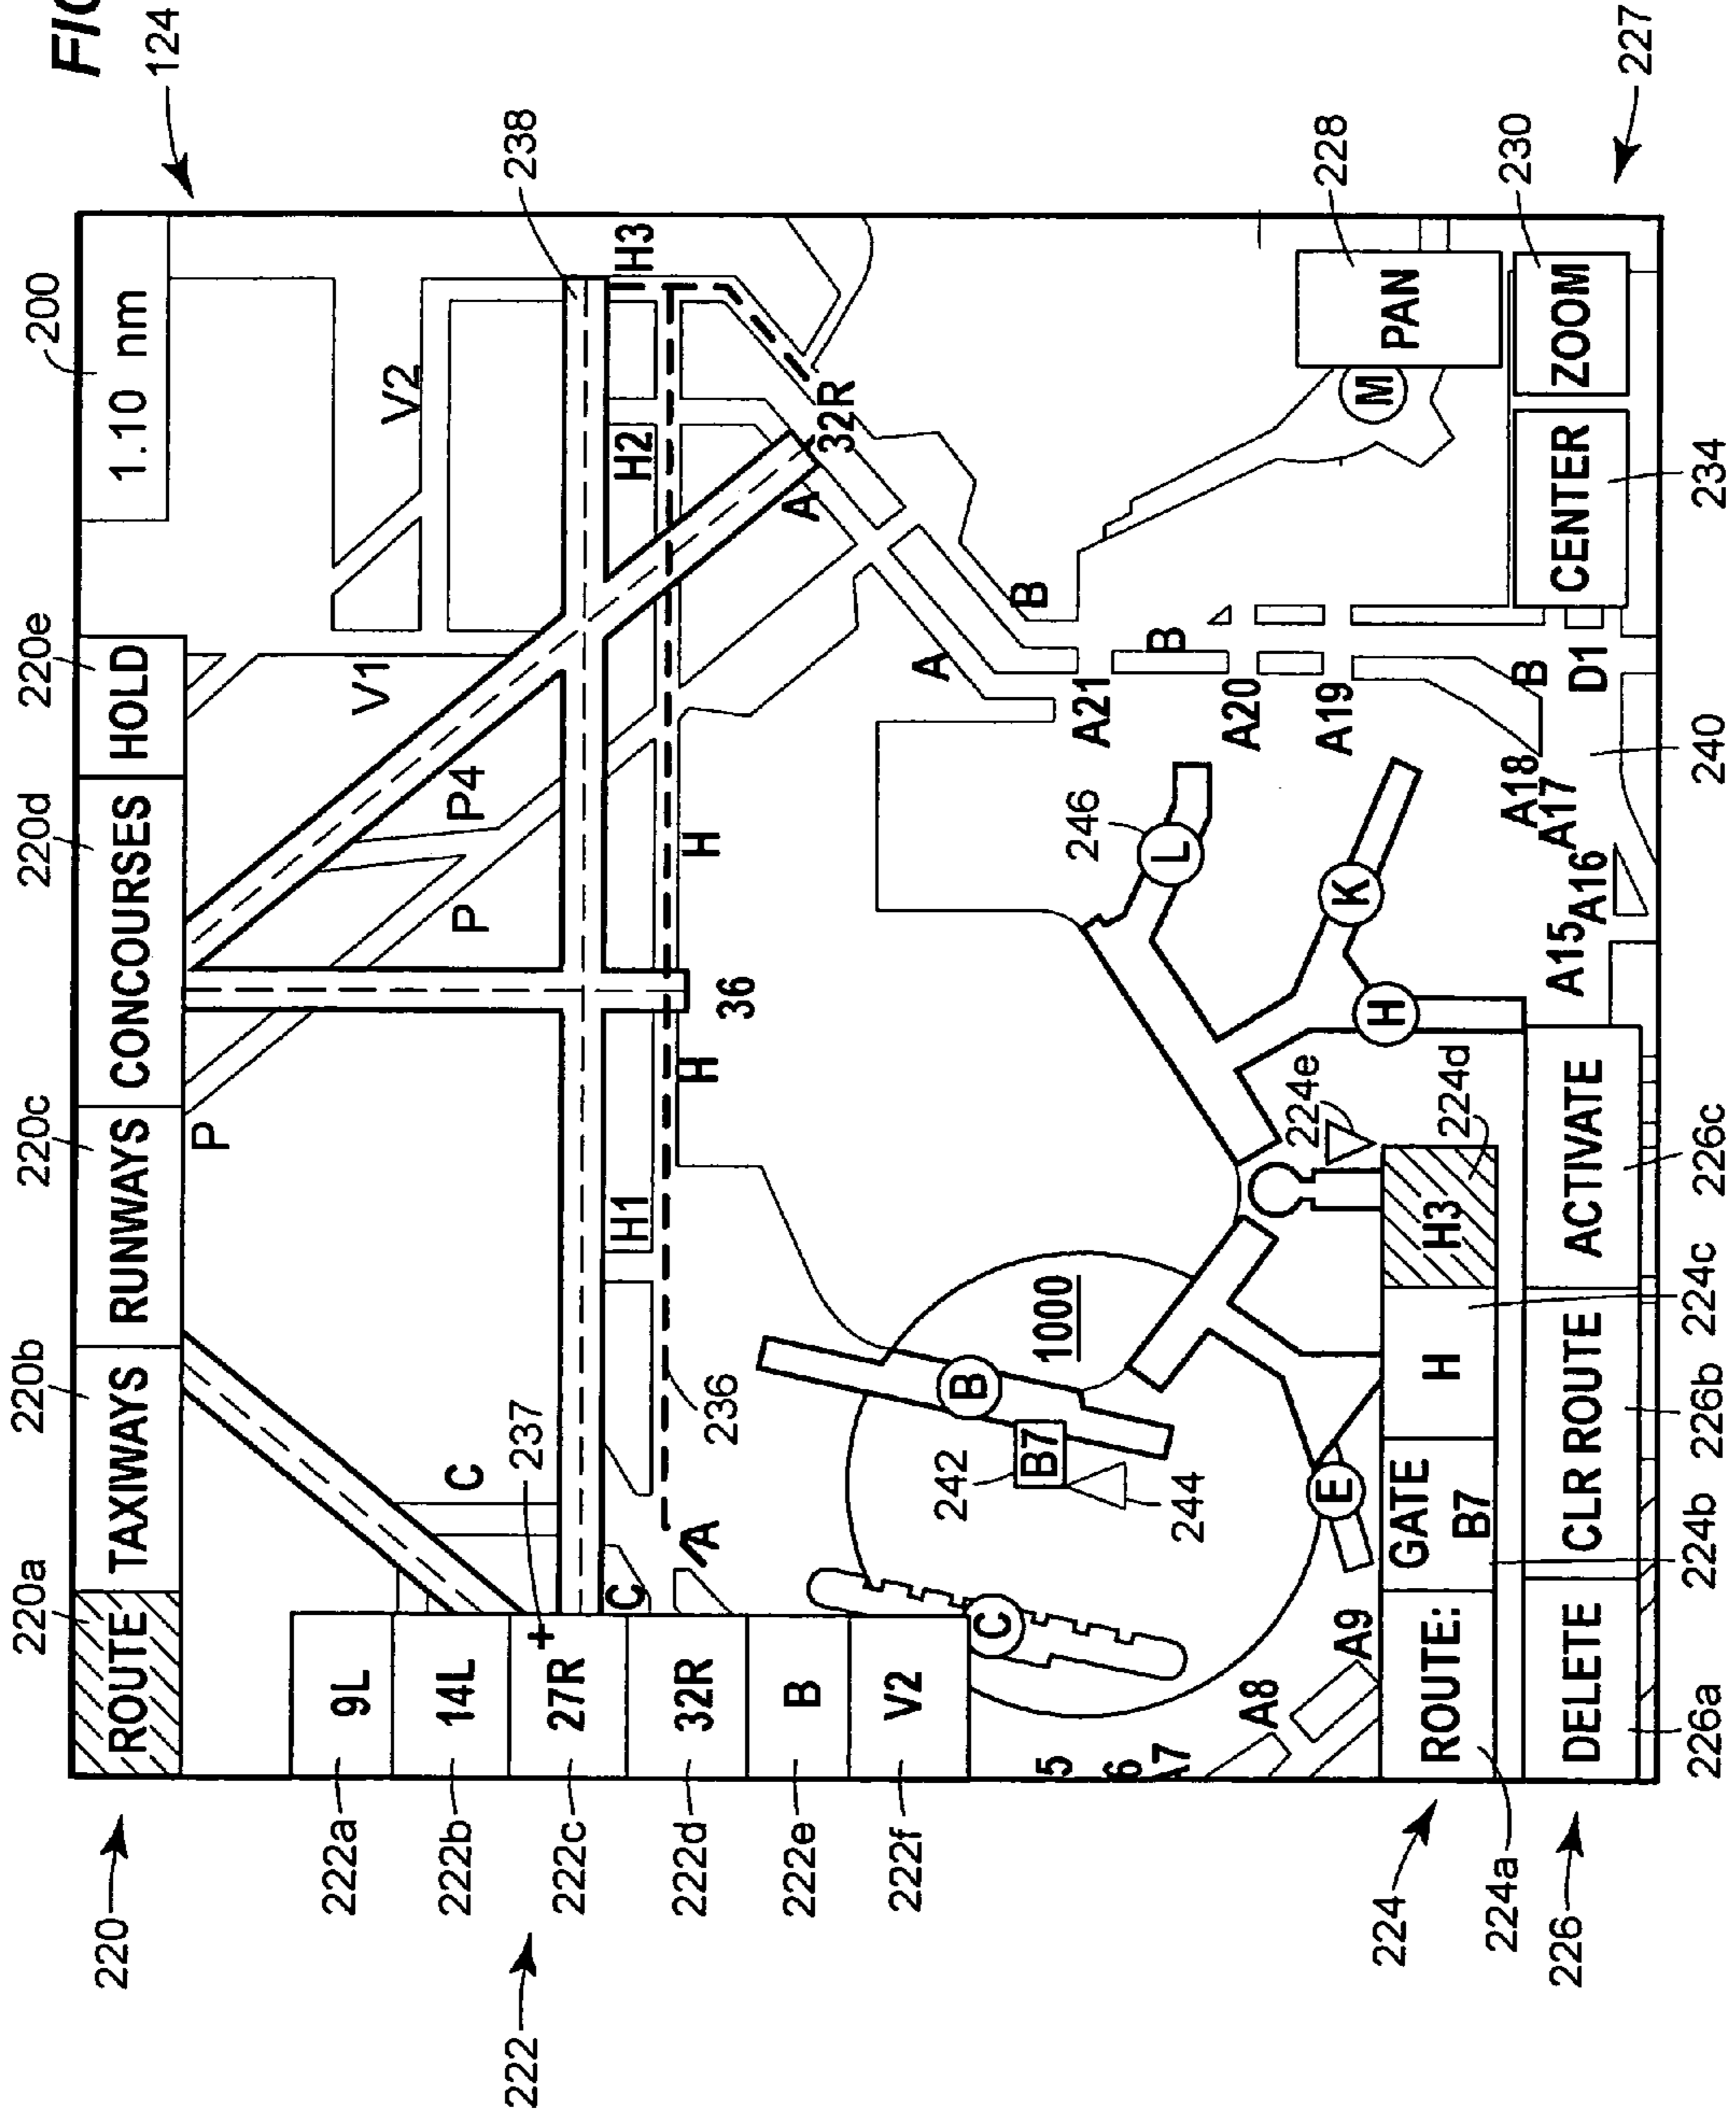 FIG
124
200
1.10 nm
220
220a
220b
220c
220d
220e
ROUTE
TAXIWAYS
RUNWAYS
CONCOURSES
HOLD
222
222a
222b
222c
222d
222e
222f
9L
14L
27R
32R
B
V2
P
P
P4
V1
V2
C
237
238
C
H1
H2
H3
A
236
H
36
H
A
32R
B
B7
242
244
1000
C
E
5
6
A7
A8
A9
L
246
K
H
M
A
B
B
B
A21
A20
A19
A18
A17
A16
A15
D1
240
224
224a
224b
224c
224d
224e
ROUTE:
GATE
B7
H
H3
226
226a
226b
226c
DELETE
CLR ROUTE
ACTIVATE
PAN
228
ZOOM
230
CENTER
234
227